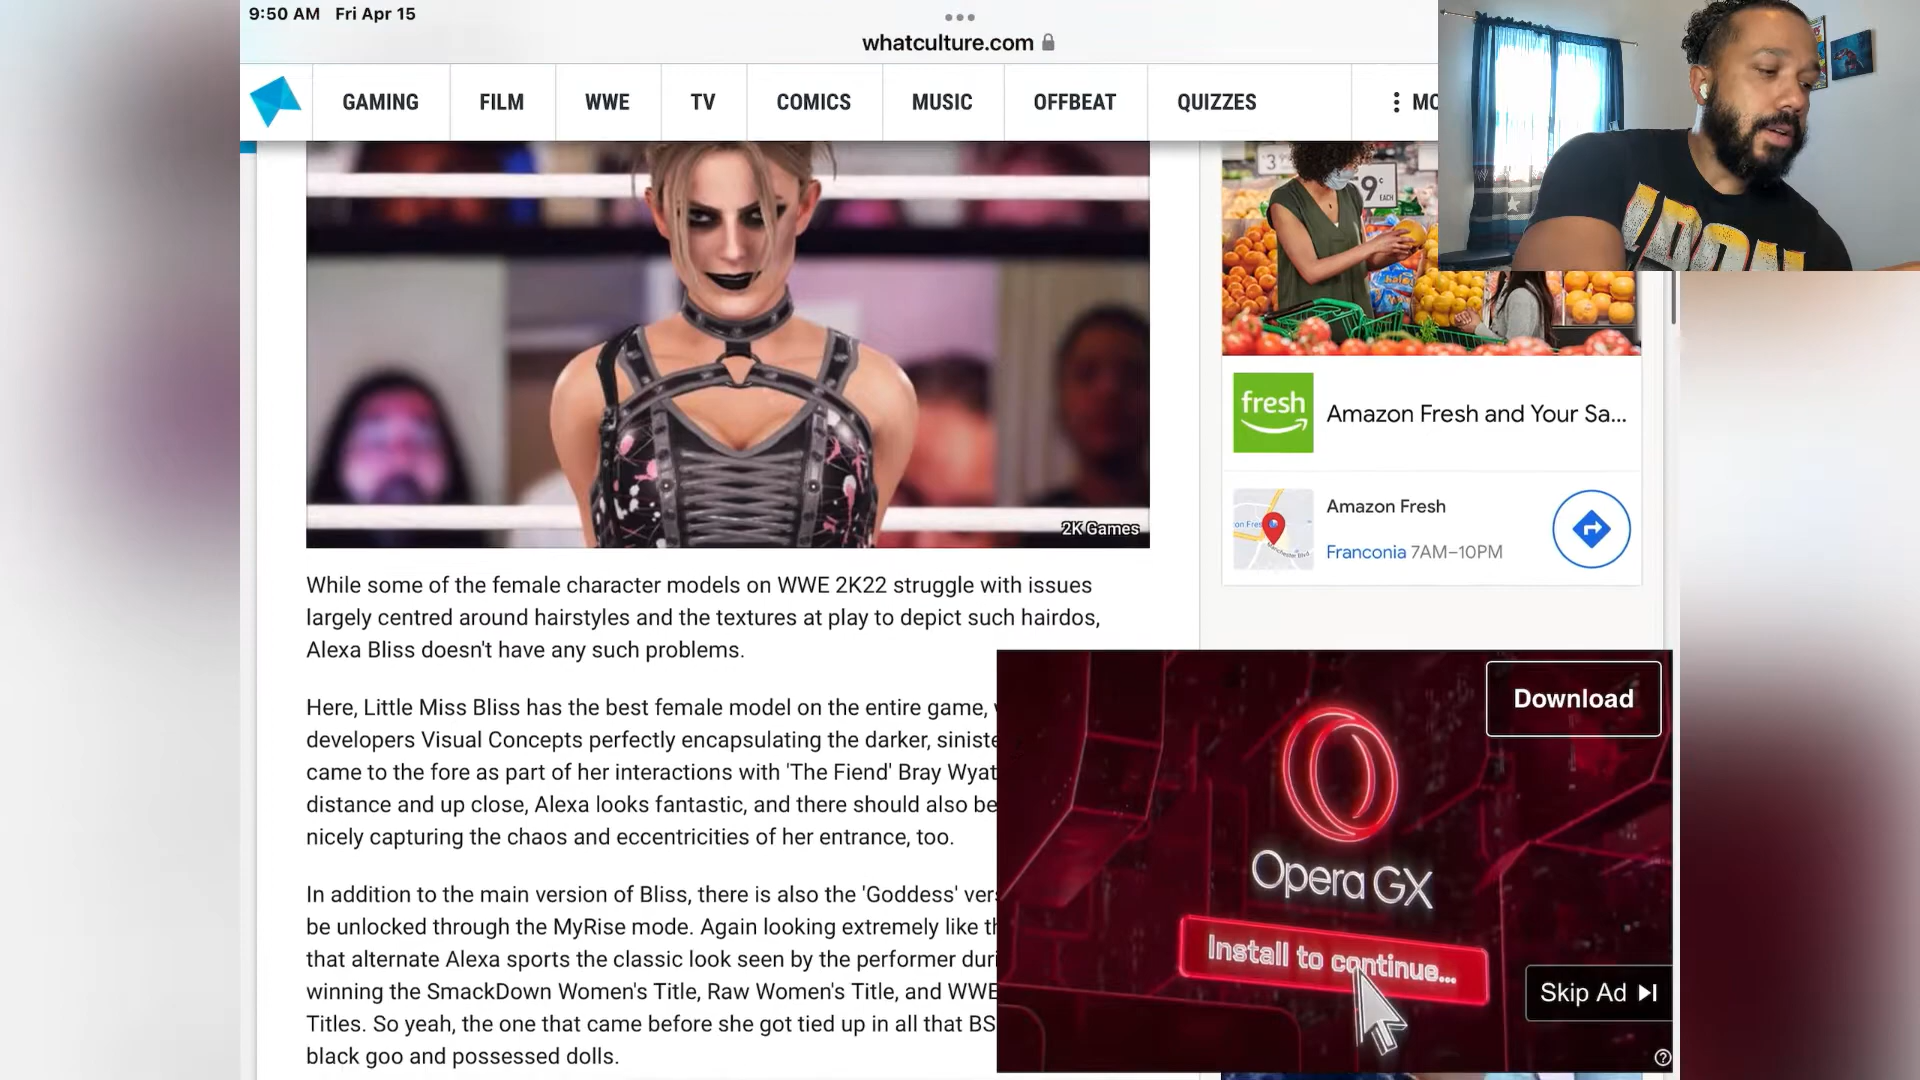 9:50 AM Fri Apr 15
whatculture.com
GAMING FILM WWE TV COMICS MUSIC OFFBEAT QUIZZES MO
9¢
EACH
2K Games
fresh
Amazon Fresh and Your Sa...
Amazon Fresh
Franconia 7AM–10PM
While some of the female character models on WWE 2K22 struggle with issues
largely centred around hairstyles and the textures at play to depict such hairdos,
Alexa Bliss doesn't have any such problems.
Here, Little Miss Bliss has the best female model on the entire game,
developers Visual Concepts perfectly encapsulating the darker, siniste
came to the fore as part of her interactions with 'The Fiend' Bray Wyat
distance and up close, Alexa looks fantastic, and there should also be
nicely capturing the chaos and eccentricities of her entrance, too.
In addition to the main version of Bliss, there is also the 'Goddess' ver
be unlocked through the MyRise mode. Again looking extremely like th
that alternate Alexa sports the classic look seen by the performer duri
winning the SmackDown Women's Title, Raw Women's Title, and WWE
Titles. So yeah, the one that came before she got tied up in all that BS
black goo and possessed dolls.
Download
Opera GX
Install to continue...
Skip Ad